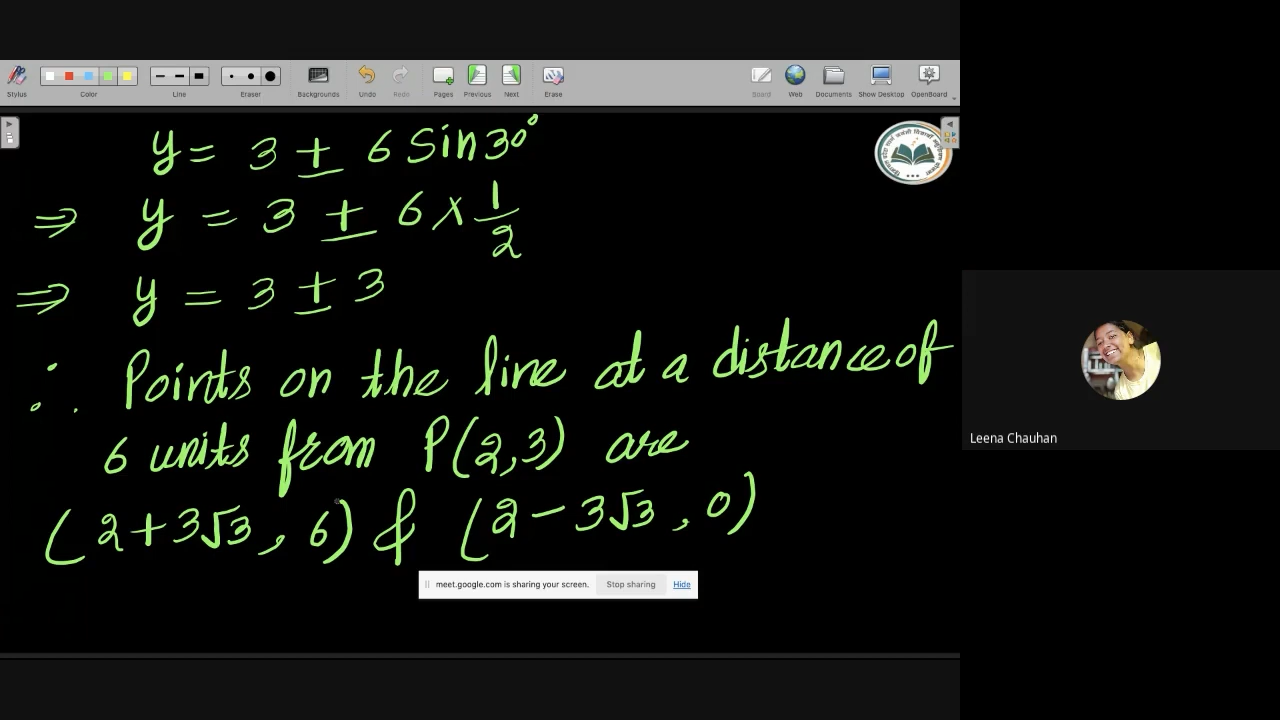 Stylus Color Line Eraser Backgrounds Undo Redo Pages Previous Next Erase Board Web Documents Show Desktop OpenBoard
y = 3 ± 6 Sin30°
⇒ y = 3 ± 6 × 1/2
⇒ y = 3 ± 3
∴ Points on the line at a distance of
6 units from P(2,3) are
(2+3√3, 6) & (2-3√3, 0)
meet.google.com is sharing your screen. Stop sharing Hide
Leena Chauhan